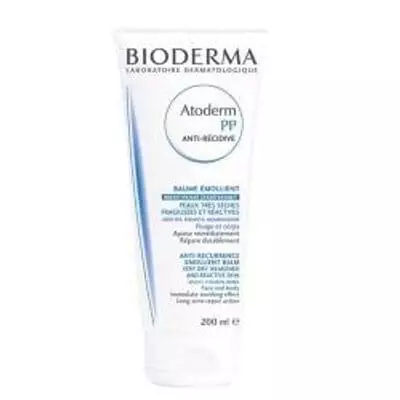 BIODERMA
LABORATOIRE DERMATOLOGIQUE
Atoderm
PP
ANTI-RÉCIDIVE
BAUME ÉMOLLIENT
PEAUX TRÈS SÈCHES
FRAGILISÉES ET RÉACTIVES
Visage et corps
Apaise immédiatement
Répare durablement
ANTI-RECURRENCE
EMOLLIENT BALM
VERY DRY WEAKENED
AND REACTIVE SKIN
Face and body
Immediate soothing effect
Long term repair action
200 ml e